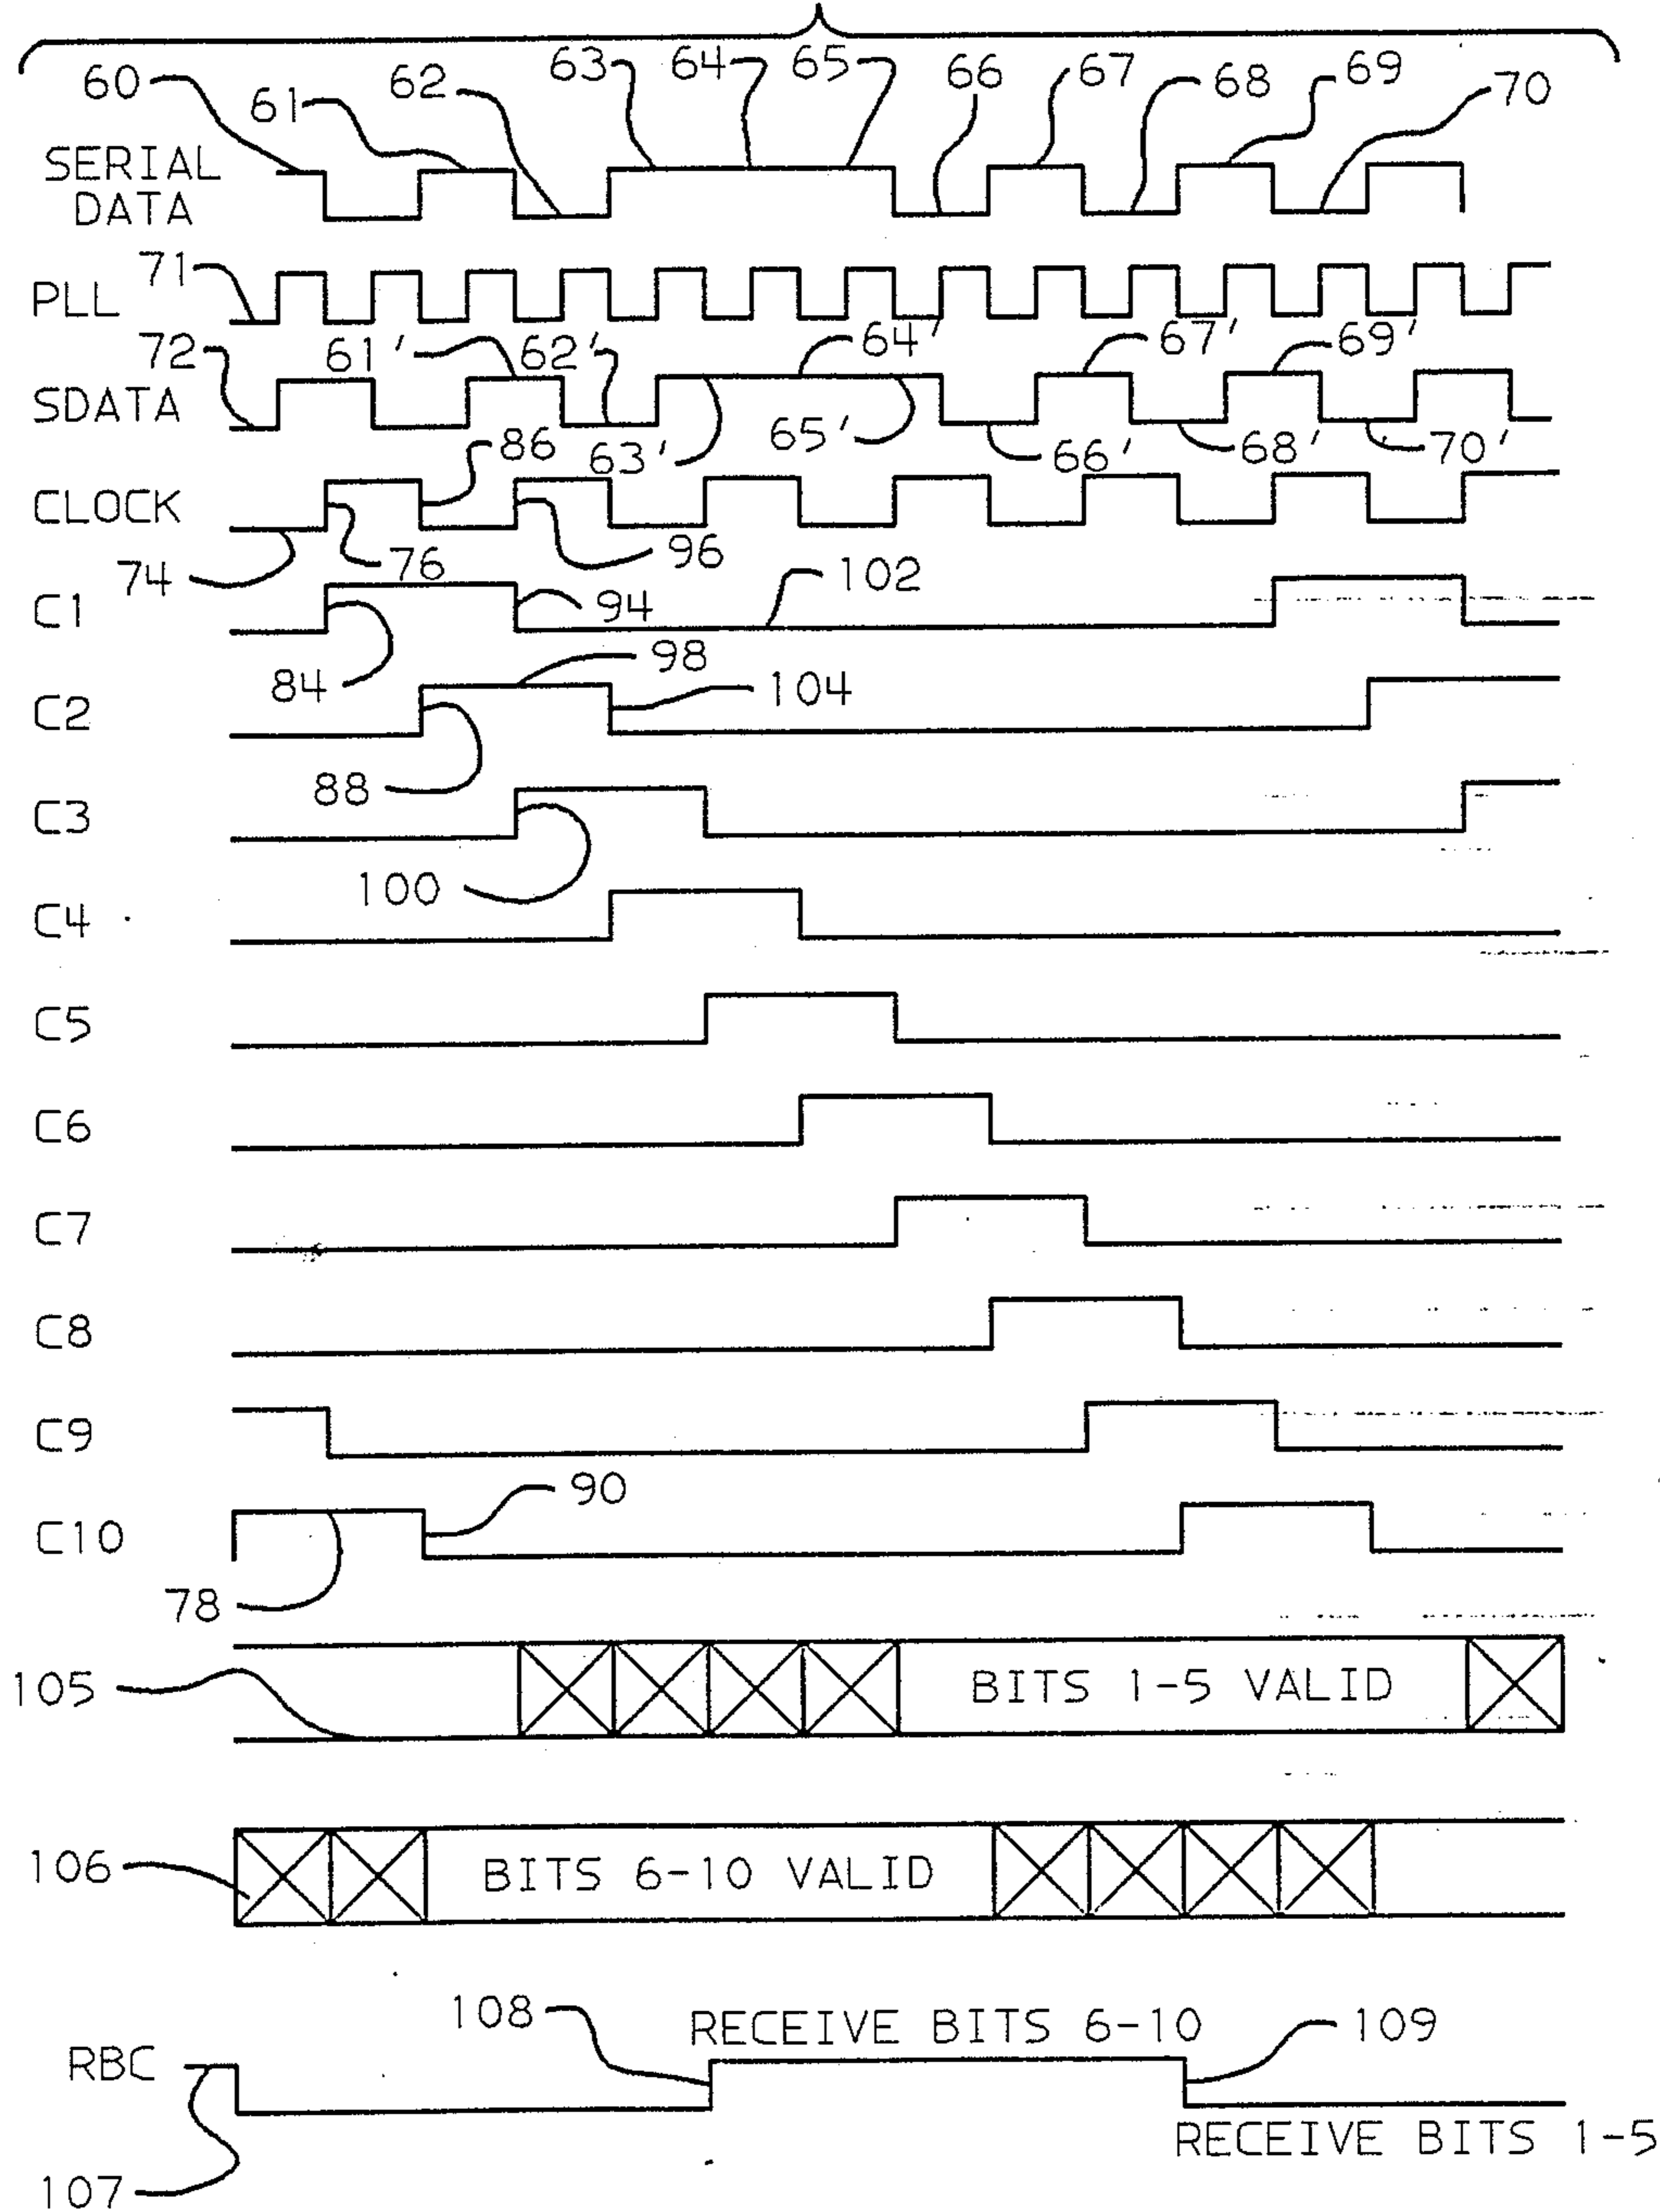 60 61 62 63 64 65 66 67 68 69 70
SERIAL
DATA
71
PLL
72 61' 62' 64' 67' 69'
SDATA
63' 65' 66' 68' 70'
86
CLOCK
74 76 96
C1 94 102
84 98
C2 104
88
C3
100
C4
C5
C6
C7
C8
C9
90
C10
78
105 BITS 1-5 VALID
106 BITS 6-10 VALID
108 RECEIVE BITS 6-10 109
RBC
RECEIVE BITS 1-5
107